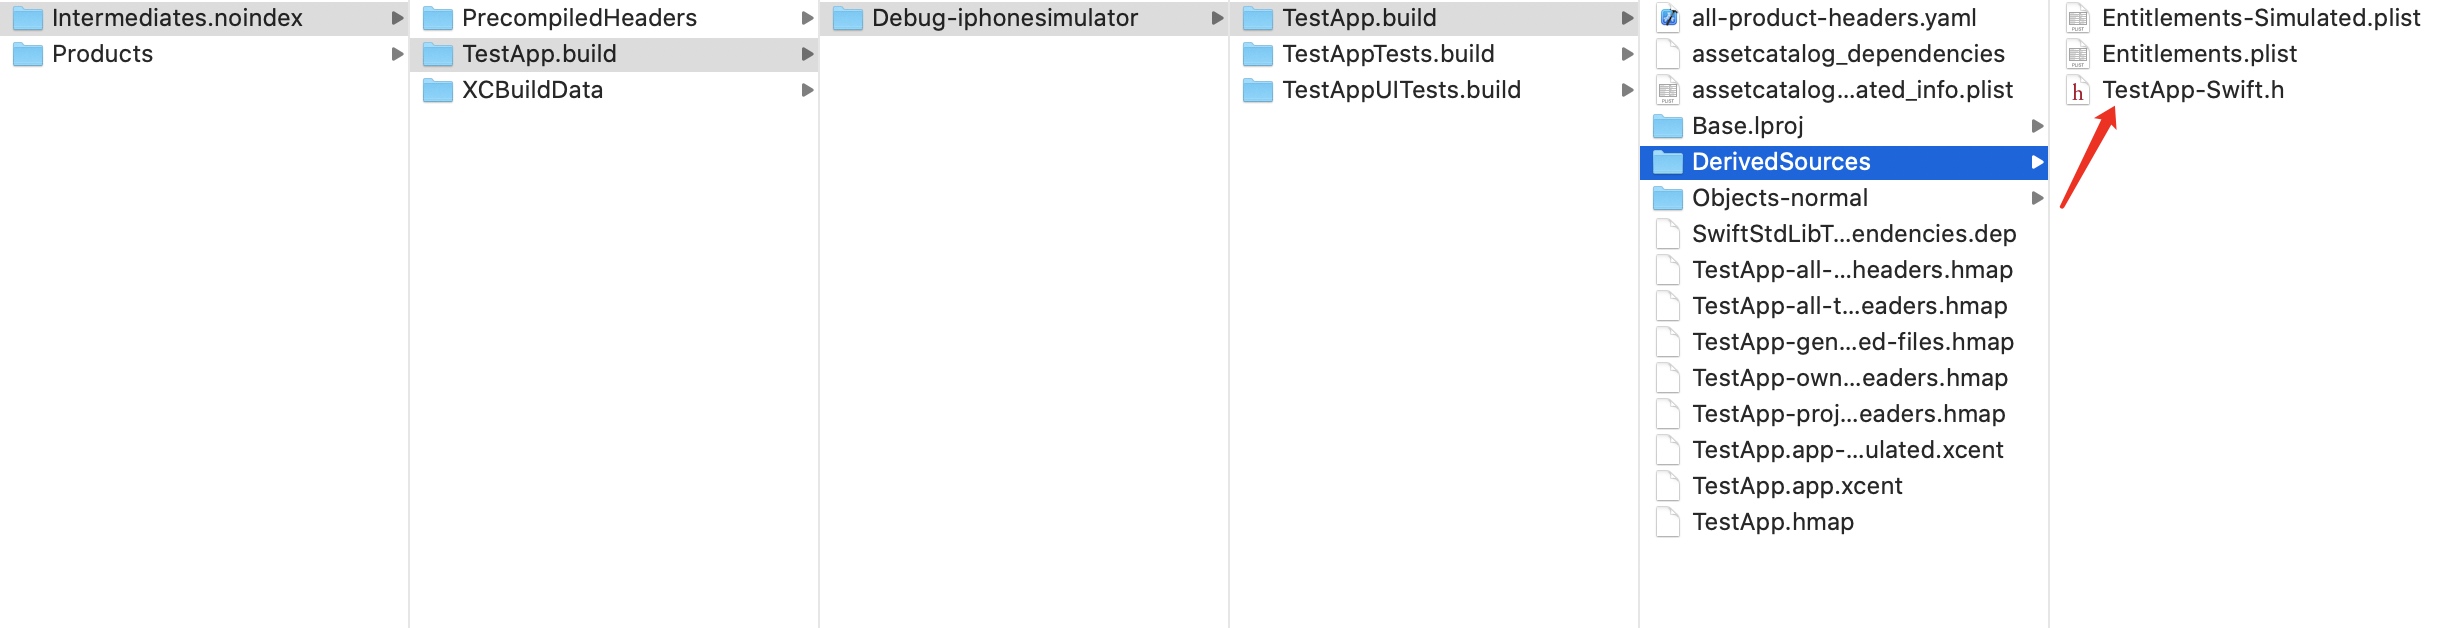 Intermediates.noindex
Products
PrecompiledHeaders
TestApp.build
XCBuildData
Debug-iphonesimulator
TestApp.build
TestAppTests.build
TestAppUITests.build
all-product-headers.yaml
assetcatalog_dependencies
assetcatalog...ated_info.plist
Base.lproj
DerivedSources
Objects-normal
SwiftStdLibT...endencies.dep
TestApp-all-...headers.hmap
TestApp-all-t...eaders.hmap
TestApp-gen...ed-files.hmap
TestApp-own...eaders.hmap
TestApp-proj...eaders.hmap
TestApp.app-...ulated.xcent
TestApp.app.xcent
TestApp.hmap
Entitlements-Simulated.plist
Entitlements.plist
TestApp-Swift.h